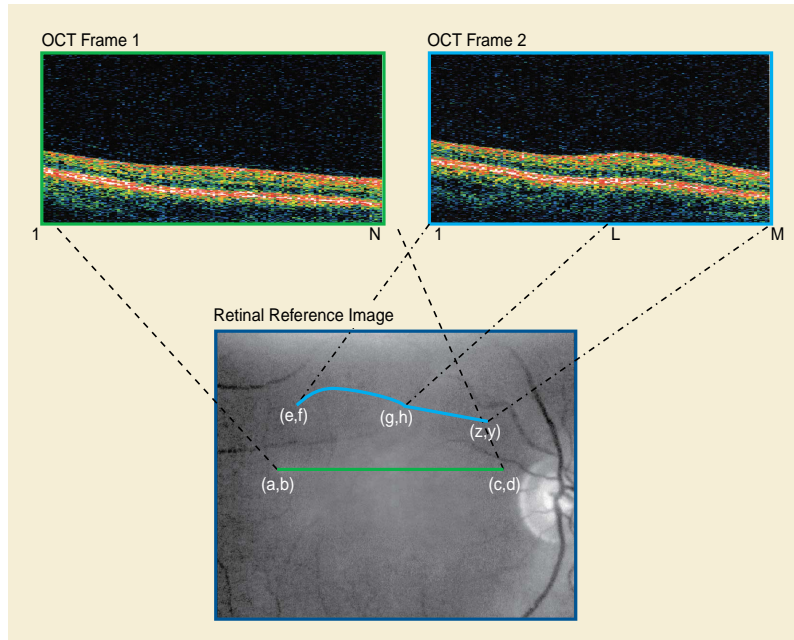 OCT Frame 1
OCT Frame 2
1
N
1
L
M
Retinal Reference Image
(e,f)
(g,h)
(z,y)
(a,b)
(c,d)